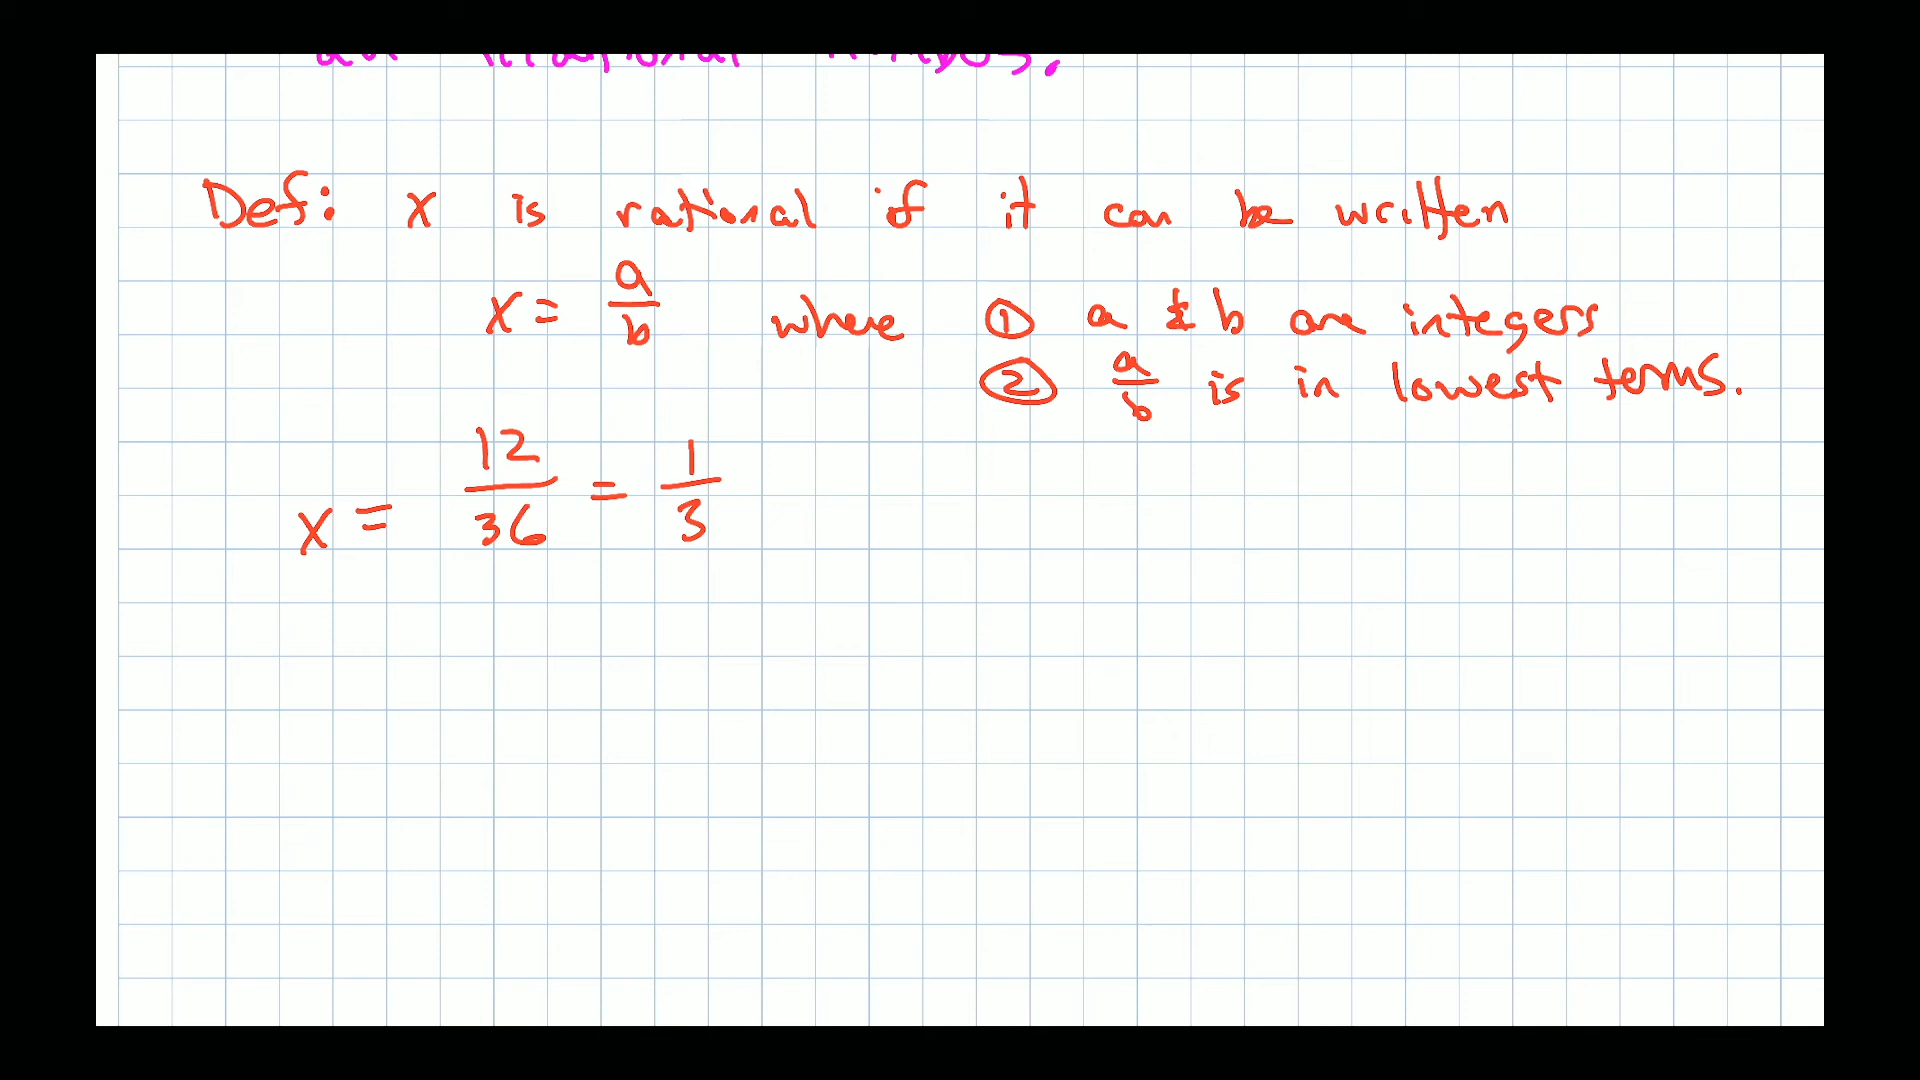 irrational
Def: x is rational if it can be written
x = a/b where ① a & b are integers
② a/b is in lowest terms.
x = 12/36 = 1/3